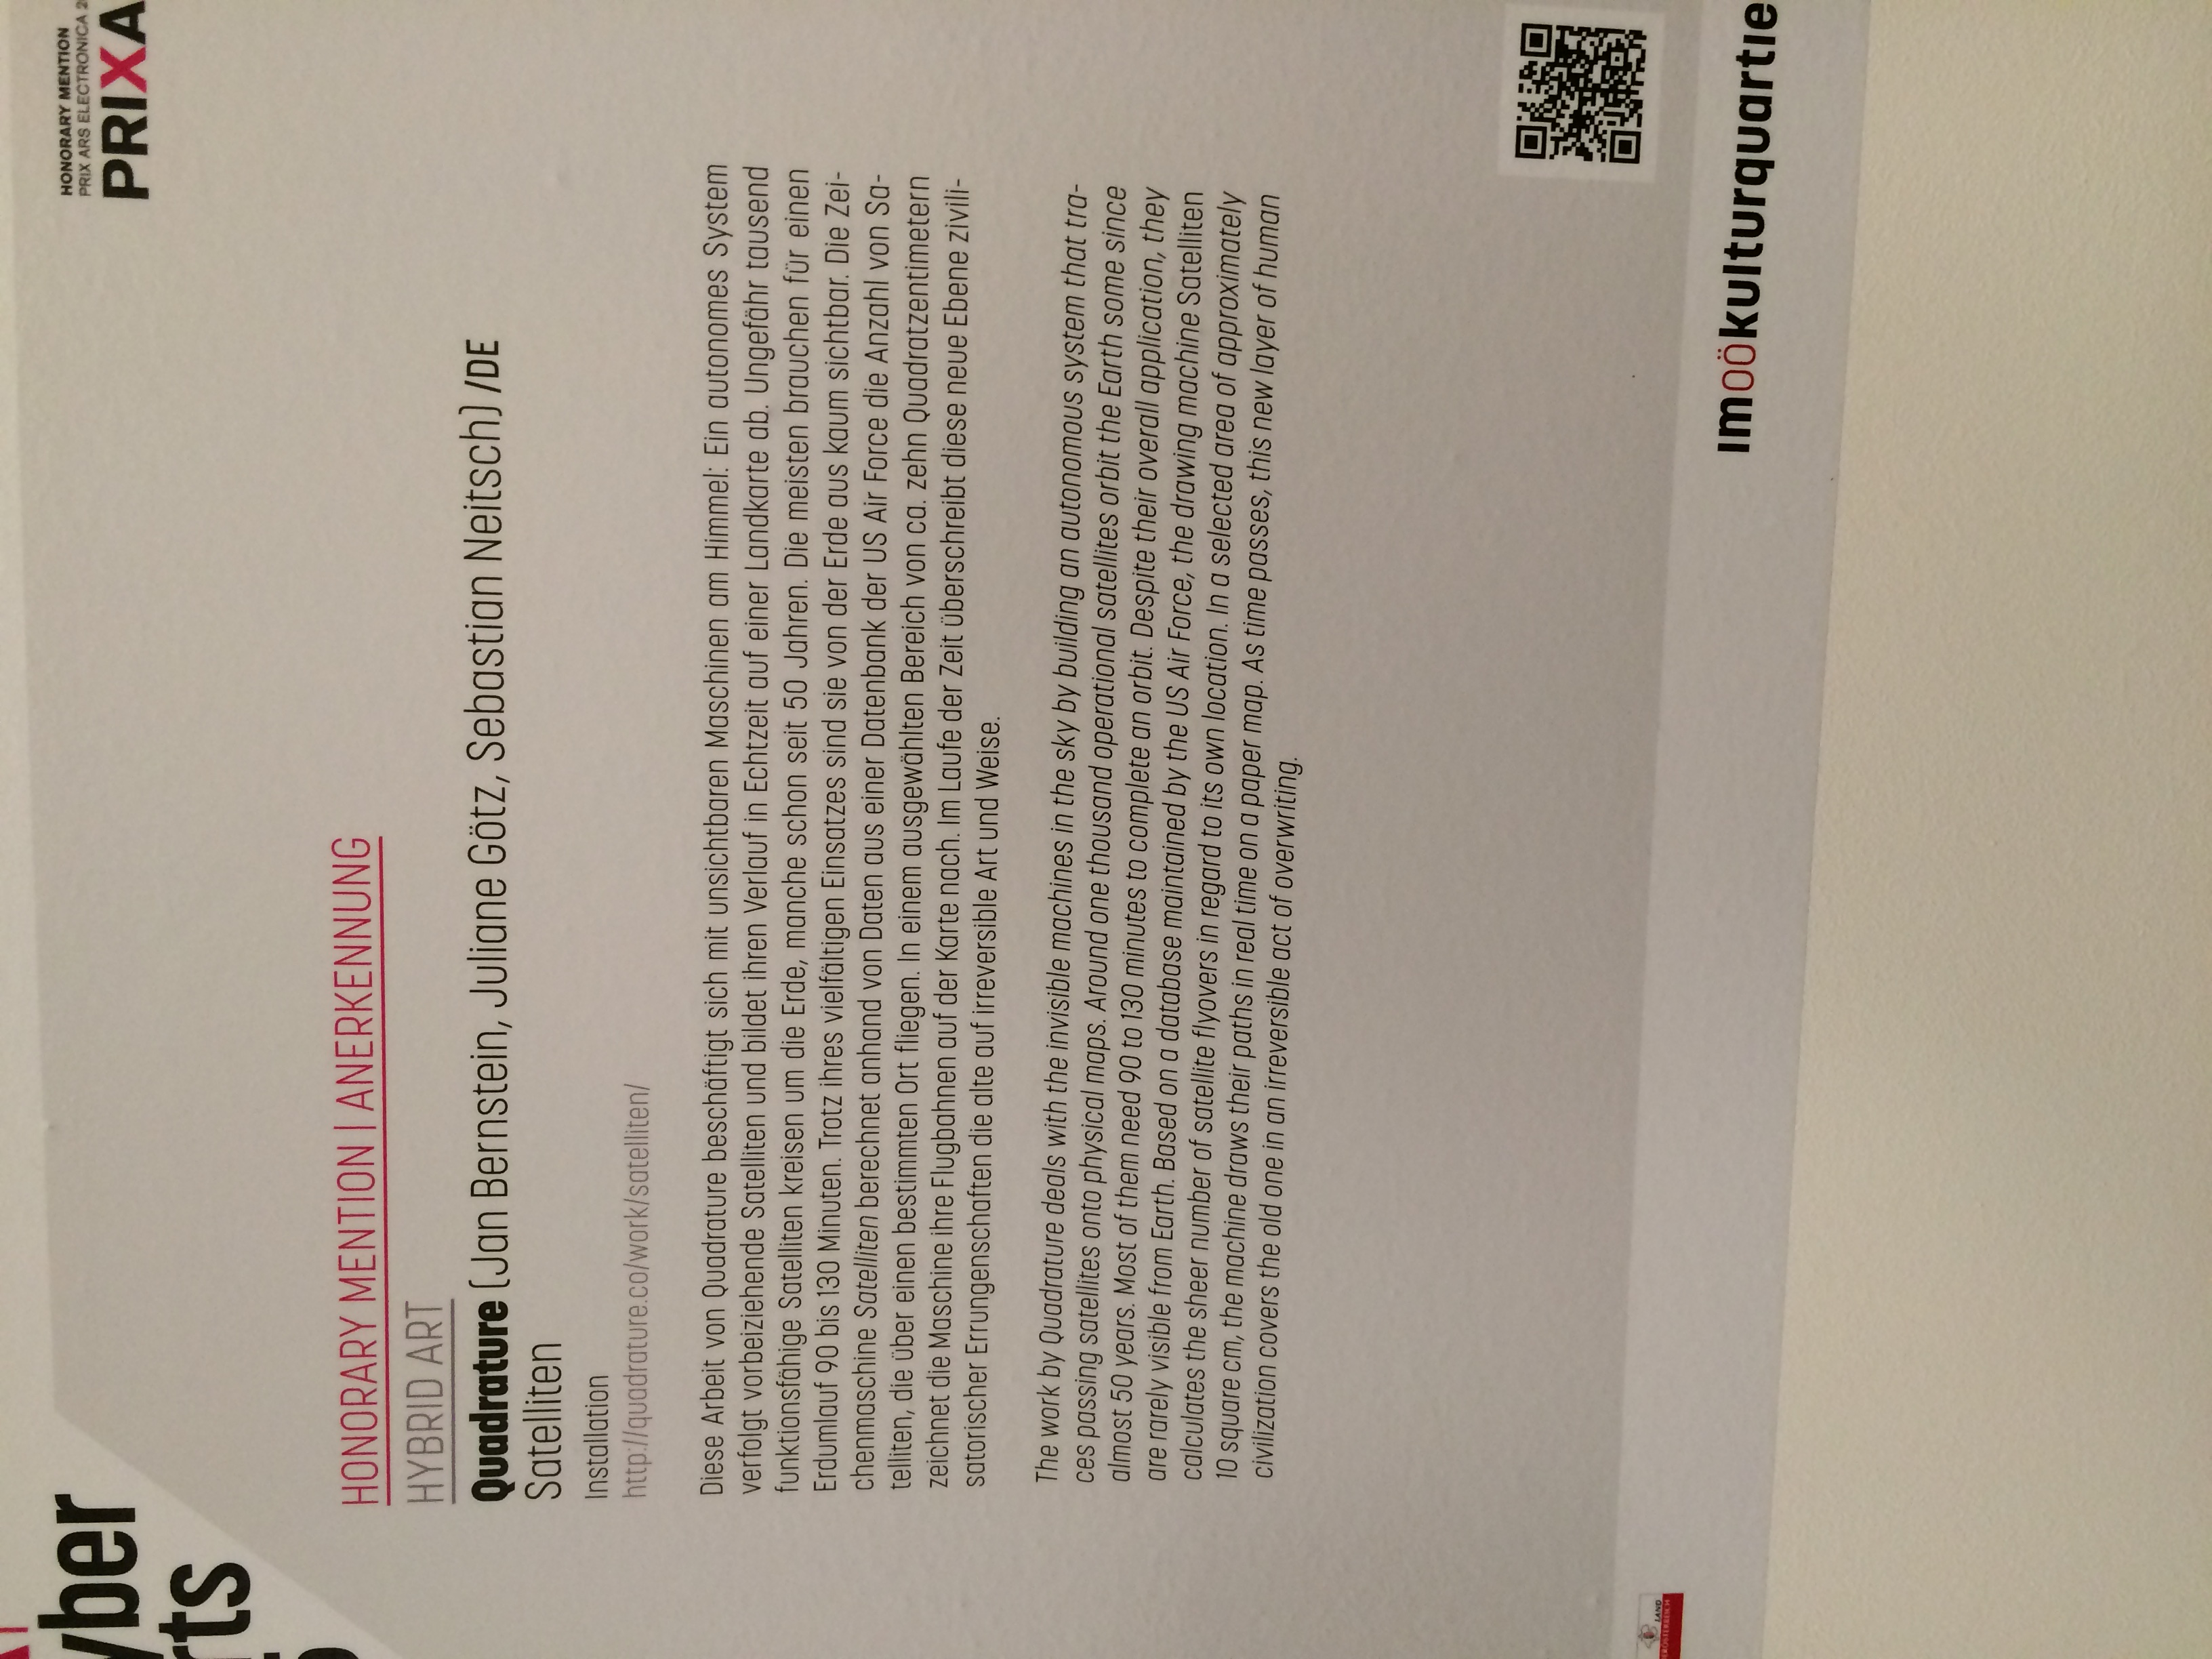 HONORARY MENTION
PRIX ARS ELECTRONICA
PRIXA
HONORARY MENTION | ANERKENNUNG
HYBRID ART
Quadrature (Jan Bernstein, Juliane Götz, Sebastian Neitsch) /DE
Satelliten
Installation
http://quadrature.co/work/satelliten/
Diese Arbeit von Quadrature beschäftigt sich mit unsichtbaren Maschinen am Himmel: Ein autonomes System
verfolgt vorbeiziehende Satelliten und bildet ihren Verlauf in Echtzeit auf einer Landkarte ab. Ungefähr tausend
funktionsfähige Satelliten kreisen um die Erde, manche schon seit 50 Jahren. Die meisten brauchen für einen
Erdumlauf 90 bis 130 Minuten. Trotz ihres vielfältigen Einsatzes sind sie von der Erde aus kaum sichtbar. Die Zei-
chenmaschine Satelliten berechnet anhand von Daten aus einer Datenbank der US Air Force die Anzahl von Sa-
telliten, die über einen bestimmten Ort fliegen. In einem ausgewählten Bereich von ca. zehn Quadratzentimetern
zeichnet die Maschine ihre Flugbahnen auf der Karte nach. Im Laufe der Zeit überschreibt diese neue Ebene zivili-
satorischer Errungenschaften die alte auf irreversible Art und Weise.
The work by Quadrature deals with the invisible machines in the sky by building an autonomous system that tra-
ces passing satellites onto physical maps. Around one thousand operational satellites orbit the Earth some since
almost 50 years. Most of them need 90 to 130 minutes to complete an orbit. Despite their overall application, they
are rarely visible from Earth. Based on a database maintained by the US Air Force, the drawing machine Satelliten
calculates the sheer number of satellite flyovers in regard to its own location. In a selected area of approximately
10 square cm, the machine draws their paths in real time on a paper map. As time passes, this new layer of human
civilization covers the old one in an irreversible act of overwriting.
LAND
ImOÖkulturquartie